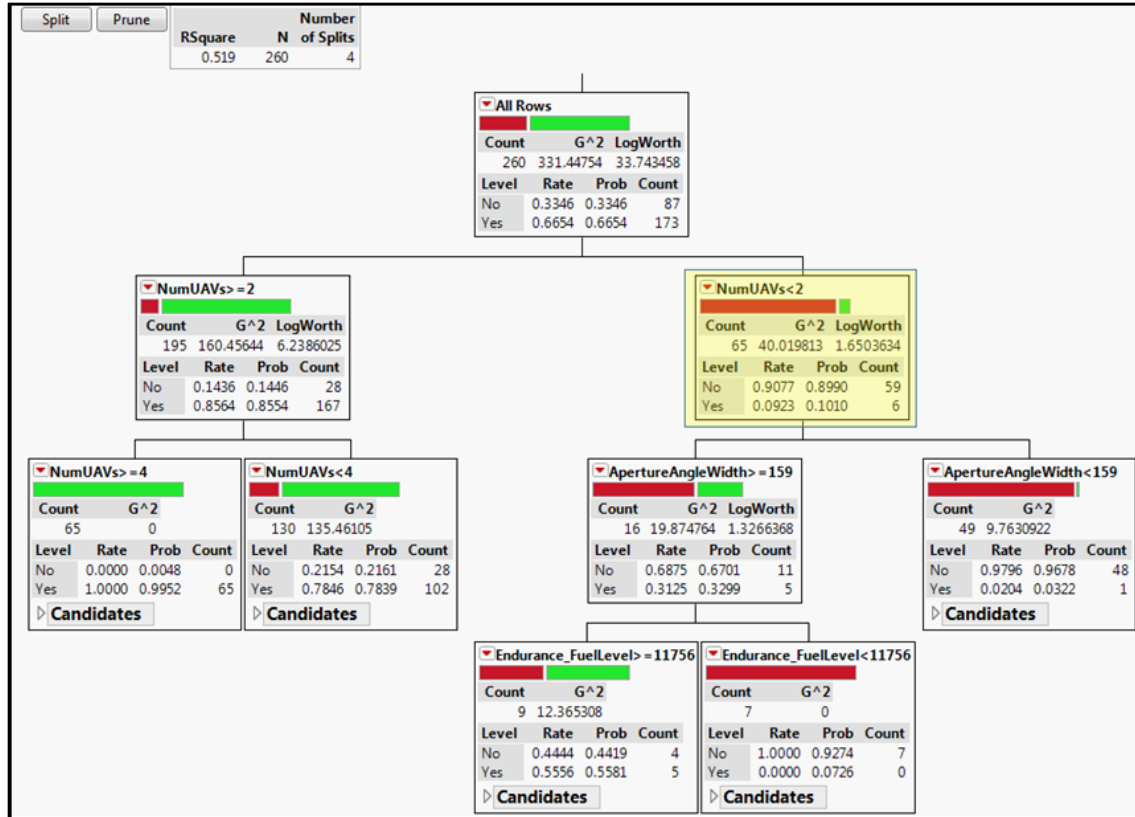 Split Prune
Number
RSquare N of Splits
0.519 260 4
All Rows
Count G^2 LogWorth
260 331.44754 33.743458
Level Rate Prob Count
No 0.3346 0.3346 87
Yes 0.6654 0.6654 173
NumUAVs>=2
Count G^2 LogWorth
195 160.45644 6.2386025
Level Rate Prob Count
No 0.1436 0.1446 28
Yes 0.8564 0.8554 167
NumUAVs<2
Count G^2 LogWorth
65 40.019813 1.6503634
Level Rate Prob Count
No 0.9077 0.8990 59
Yes 0.0923 0.1010 6
NumUAVs>=4
Count G^2
65 0
Level Rate Prob Count
No 0.0000 0.0048 0
Yes 1.0000 0.9952 65
Candidates
NumUAVs<4
Count G^2
130 135.46105
Level Rate Prob Count
No 0.2154 0.2161 28
Yes 0.7846 0.7839 102
Candidates
ApertureAngleWidth>=159
Count G^2 LogWorth
16 19.874764 1.3266368
Level Rate Prob Count
No 0.6875 0.6701 11
Yes 0.3125 0.3299 5
ApertureAngleWidth<159
Count G^2
49 9.7630922
Level Rate Prob Count
No 0.9796 0.9678 48
Yes 0.0204 0.0322 1
Candidates
Endurance_FuelLevel>=11756
Count G^2
9 12.365308
Level Rate Prob Count
No 0.4444 0.4419 4
Yes 0.5556 0.5581 5
Candidates
Endurance_FuelLevel<11756
Count G^2
7 0
Level Rate Prob Count
No 1.0000 0.9274 7
Yes 0.0000 0.0726 0
Candidates